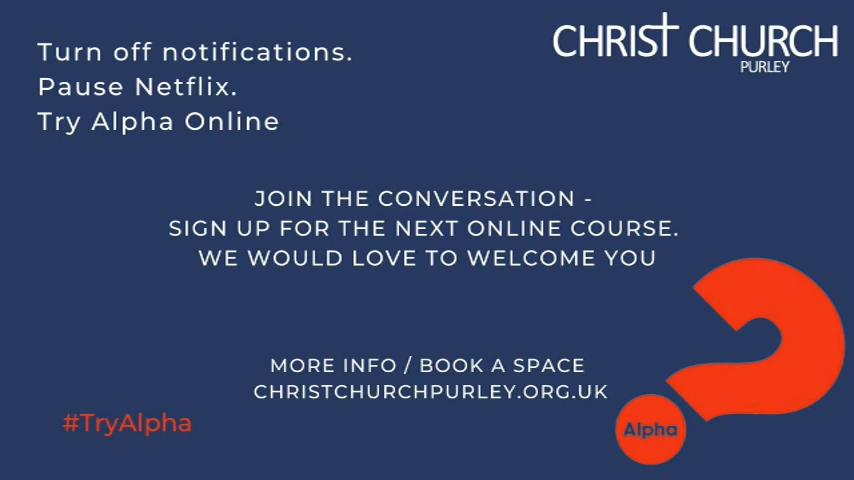 Turn off notifications.
Pause Netflix.
Try Alpha Online
CHRIST CHURCH
PURLEY
JOIN THE CONVERSATION -
SIGN UP FOR THE NEXT ONLINE COURSE.
WE WOULD LOVE TO WELCOME YOU
MORE INFO / BOOK A SPACE
CHRISTCHURCHPURLEY.ORG.UK
#TryAlpha
Alpha